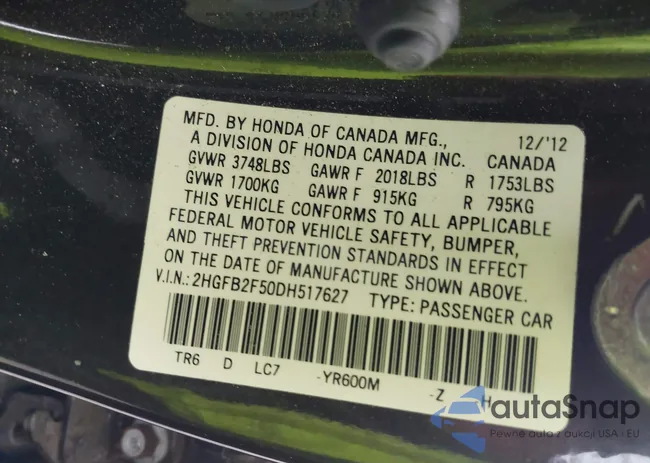 MFD. BY HONDA OF CANADA MFG., 12/'12
A DIVISION OF HONDA CANADA INC. CANADA
GVWR 3748LBS GAWR F 2018LBS R 1753LBS
GVWR 1700KG GAWR F 915KG R 795KG
THIS VEHICLE CONFORMS TO ALL APPLICABLE
FEDERAL MOTOR VEHICLE SAFETY, BUMPER,
AND THEFT PREVENTION STANDARDS IN EFFECT
ON THE DATE OF MANUFACTURE SHOWN ABOVE.
V.I.N.: 2HGFB2F50DH517627 TYPE: PASSENGER CAR
TR6 D LC7 -YR600M -Z H
autaSnap
Pewne auto z aukcji USA - EU